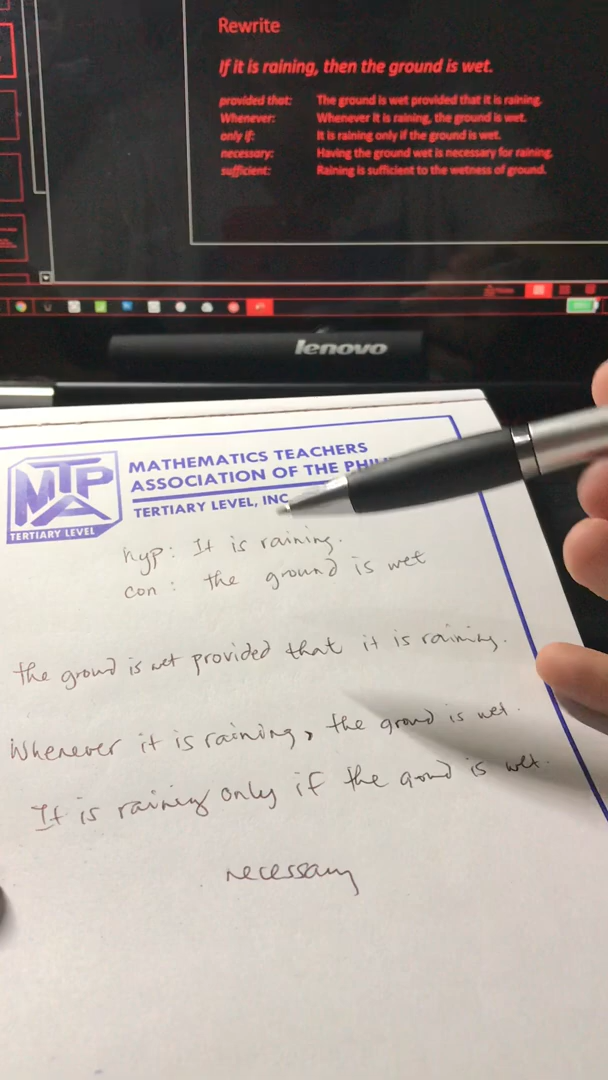 Rewrite
If it is raining, then the ground is wet.
provided that: The ground is wet provided that it is raining.
Whenever: Whenever it is raining, the ground is wet.
only if: It is raining only if the ground is wet.
necessary: Having the ground wet is necessary for raining.
sufficient: Raining is sufficient to the wetness of ground.
lenovo
MTAP
TERTIARY LEVEL
MATHEMATICS TEACHERS
ASSOCIATION OF THE PHIL
TERTIARY LEVEL, INC
hyp: It is raining.
con: the ground is wet
the ground is wet provided that it is raining.
Whenever it is raining, the ground is wet.
It is raining only if the gound is wet.
necessary